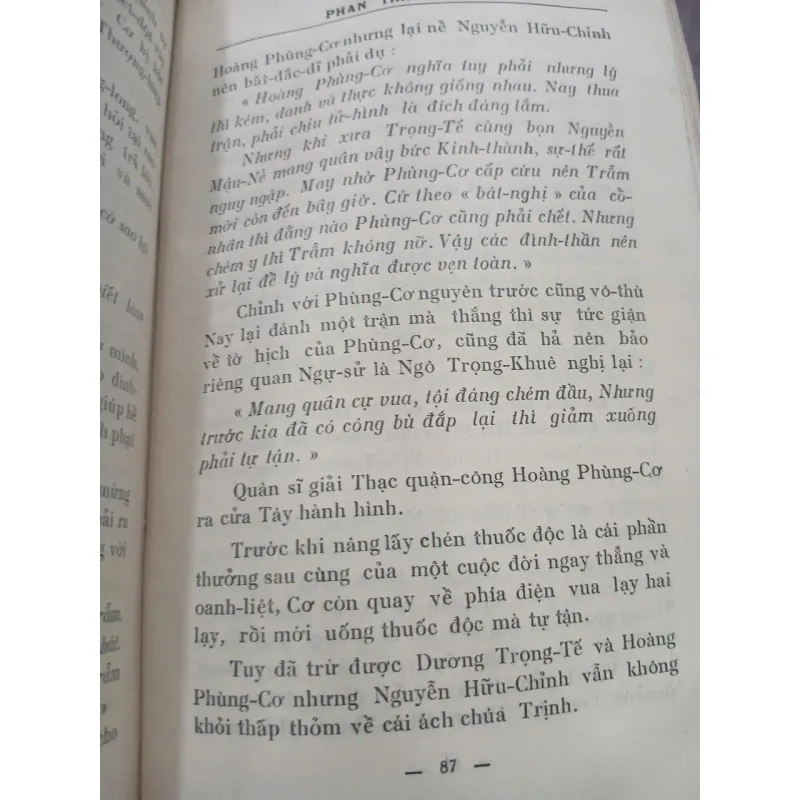 PHAN
Hoàng Phùng-Cơ nhưng lại nề Nguyễn Hữu-Chỉnh
nên bất-đắc-dĩ phải dụ :
« Hoàng Phùng-Cơ nghĩa tuy phải nhưng lý
thì kém, danh và thực không giống nhau. Nay thua
trận, phải chịu tử-hình là đích đáng lắm.
Nhưng khi xưa Trọng-Tế cùng bọn Nguyễn
Mậu-Nễ mang quân vây bức Kinh-thành, sự-thế rất
nguy ngập. May nhờ Phùng-Cơ cấp cứu nên Trẫm
mới còn đến bây giờ. Cứ theo « bát-nghị » của cổ-
nhân thì đằng nào Phùng-Cơ cũng phải chết. Nhưng
chém y thì Trẫm không nỡ. Vậy các đình-thần nên
xử lại để lý và nghĩa được vẹn toàn. »
Chỉnh với Phùng-Cơ nguyên trước cũng vô-thù
Nay lại đánh một trận mà thắng thì sự tức giận
về tờ hịch của Phùng-Cơ, cũng đã hả nên bảo
riêng quan Ngự-sử là Ngô Trọng-Khuê nghị lại :
« Mang quân cự vua, tội đáng chém đầu, Nhưng
trước kia đã có công bù đắp lại thì giảm xuống
phải tự tận. »
Quân sĩ giải Thạc quận-công Hoàng Phùng-Cơ
ra cửa Tây hành hình.
Trước khi nâng lấy chén thuốc độc là cái phần
thưởng sau cùng của một cuộc đời ngay thẳng và
oanh-liệt, Cơ còn quay về phía điện vua lạy hai
lạy, rồi mới uống thuốc độc mà tự tận.
Tuy đã trừ được Dương Trọng-Tế và Hoàng
Phùng-Cơ nhưng Nguyễn Hữu-Chỉnh vẫn không
khỏi thấp thỏm về cái ách chúa Trịnh.
— 87 —